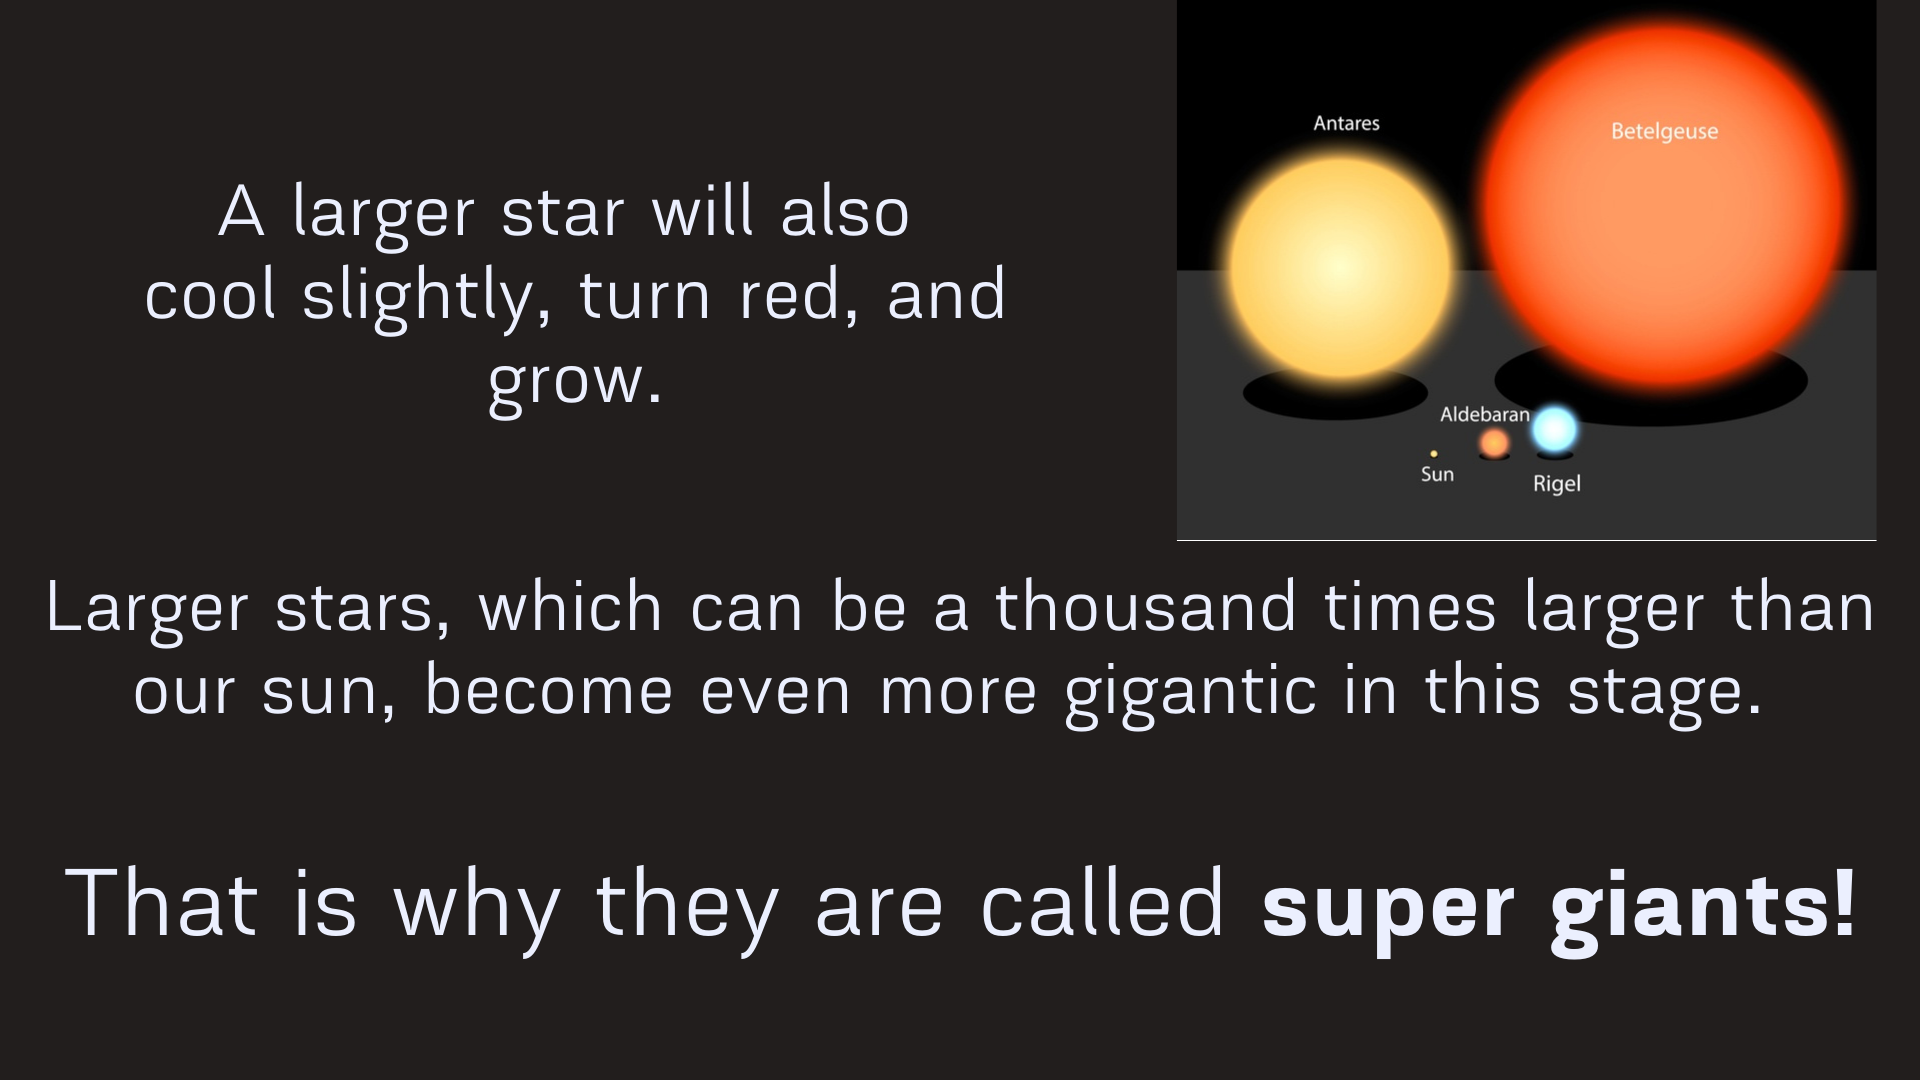 A larger star will also
cool slightly, turn red, and
grow.
Antares
Betelgeuse
Aldebaran
Sun
Rigel
Larger stars, which can be a thousand times larger than
our sun, become even more gigantic in this stage.
That is why they are called super giants!